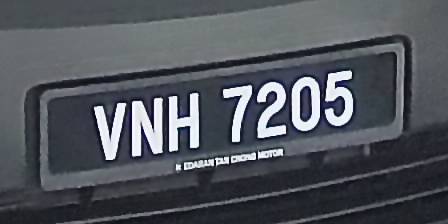 VNH 7205
EDARAN TAN CHONG MOTOR